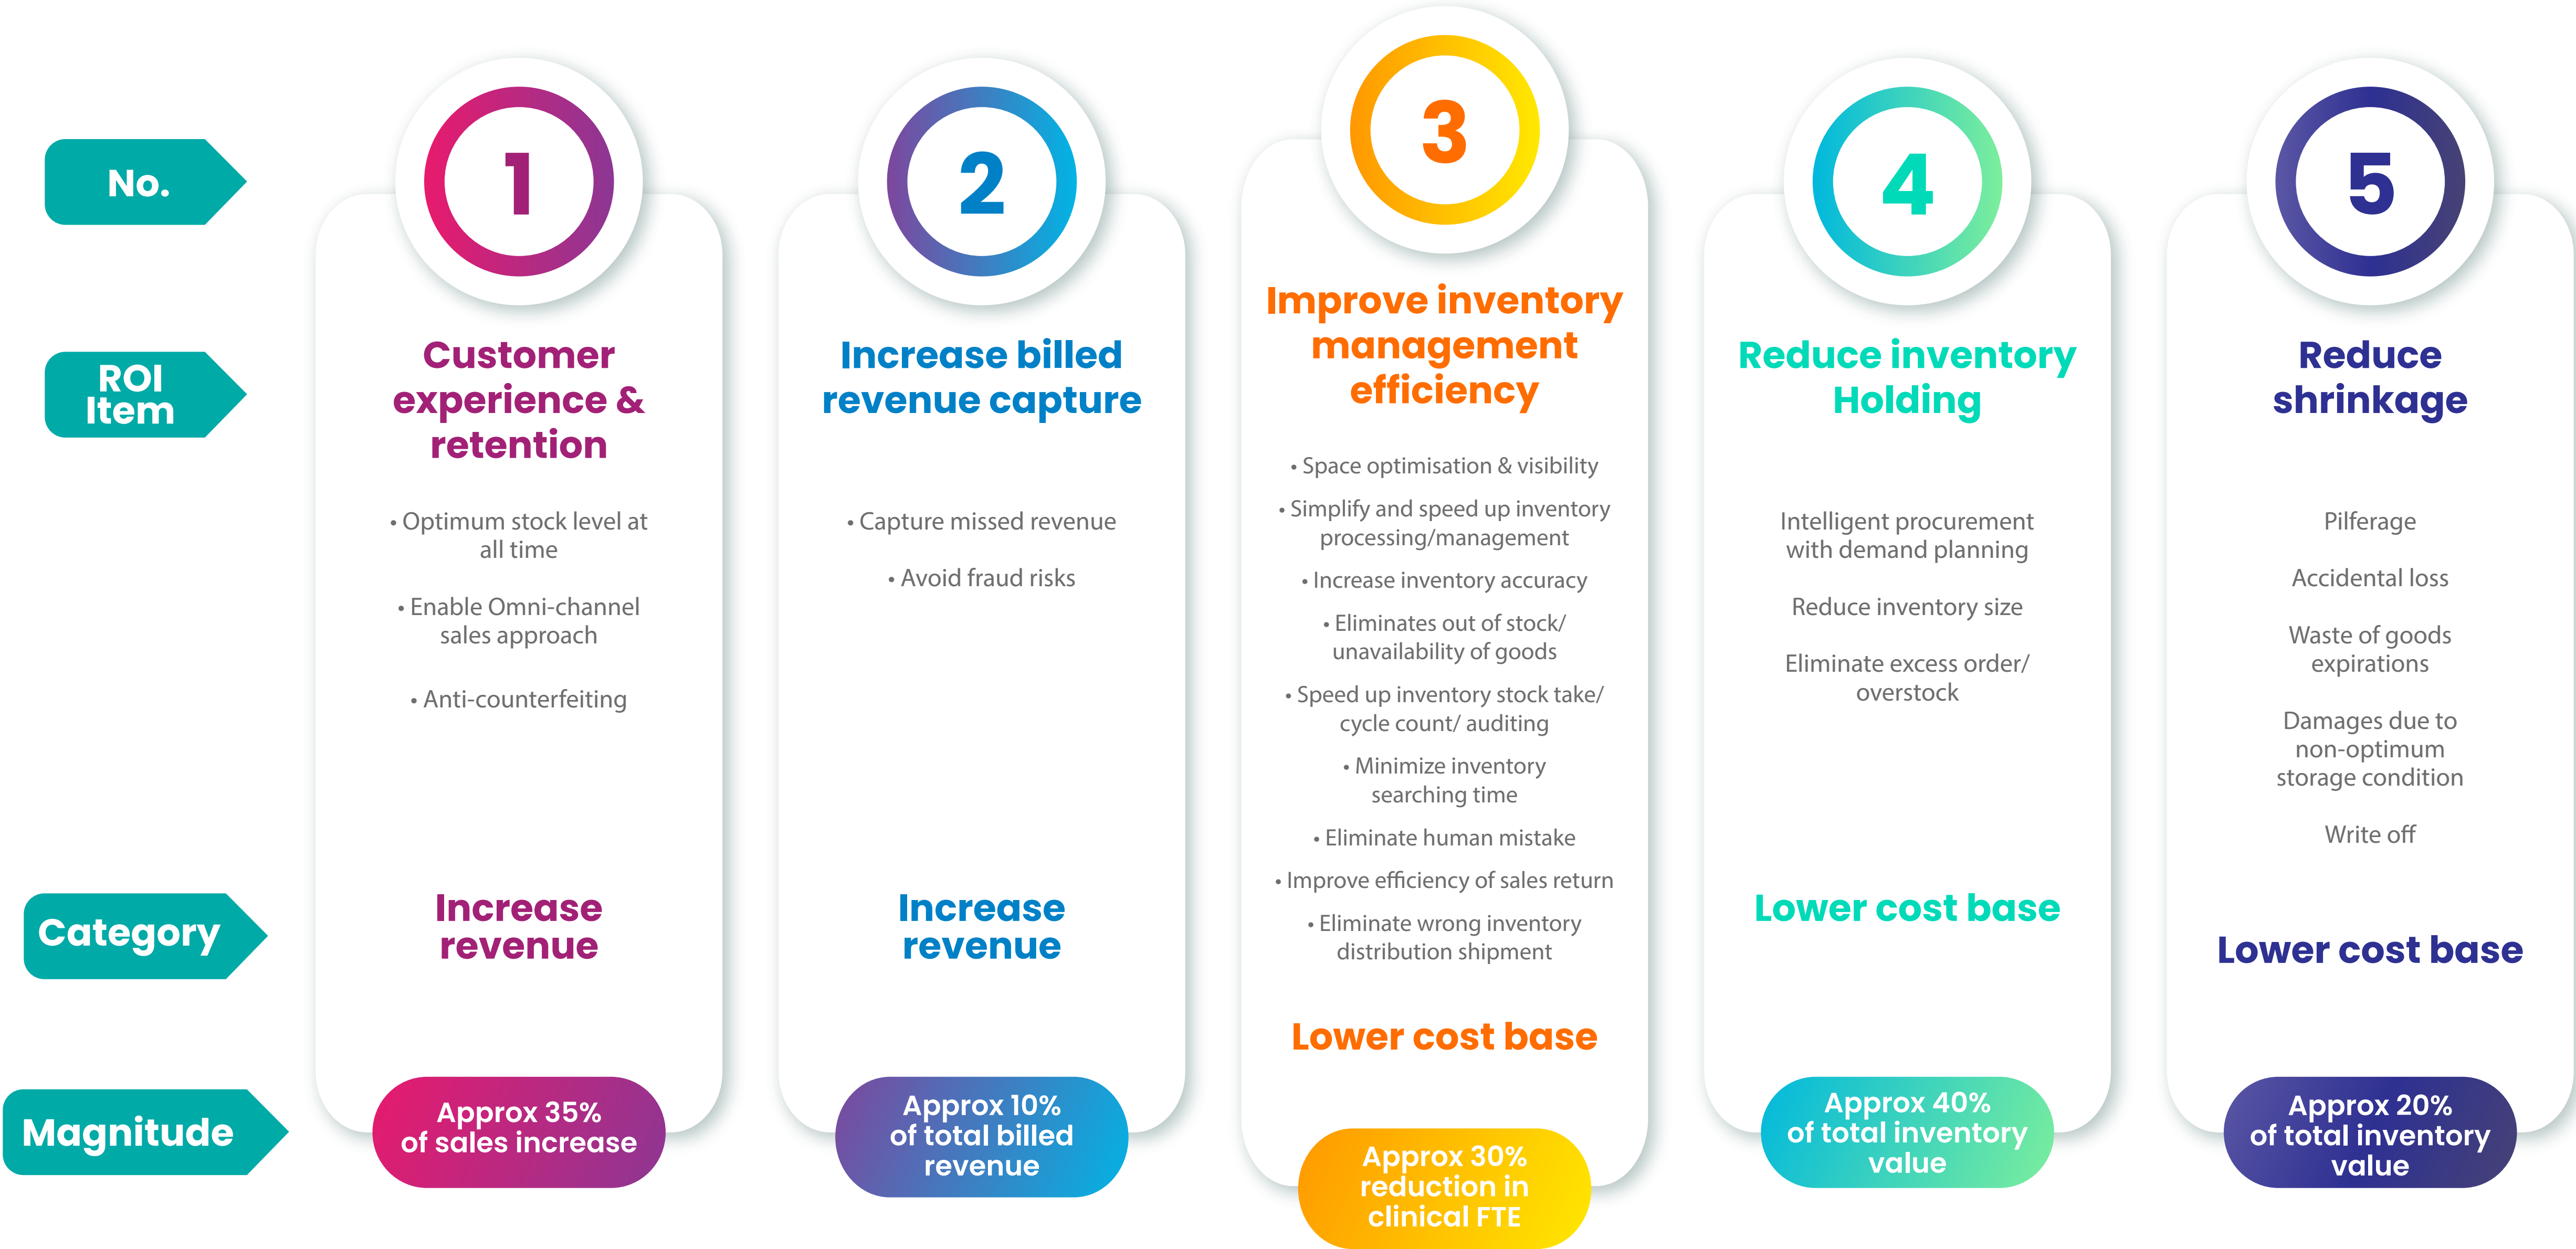 No.
ROI
Item
Category
Magnitude
1
Customer
experience &
retention
• Optimum stock level at
all time
• Enable Omni-channel
sales approach
• Anti-counterfeiting
Increase
revenue
Approx 35%
of sales increase
2
Increase billed
revenue capture
• Capture missed revenue
• Avoid fraud risks
Increase
revenue
Approx 10%
of total billed
revenue
3
Improve inventory
management
efficiency
• Space optimisation & visibility
• Simplify and speed up inventory
processing/management
• Increase inventory accuracy
• Eliminates out of stock/
unavailability of goods
• Speed up inventory stock take/
cycle count/ auditing
• Minimize inventory
searching time
• Eliminate human mistake
• Improve efficiency of sales return
• Eliminate wrong inventory
distribution shipment
Lower cost base
Approx 30%
reduction in
clinical FTE
4
Reduce inventory
Holding
Intelligent procurement
with demand planning
Reduce inventory size
Eliminate excess order/
overstock
Lower cost base
Approx 40%
of total inventory
value
5
Reduce
shrinkage
Pilferage
Accidental loss
Waste of goods
expirations
Damages due to
non-optimum
storage condition
Write off
Lower cost base
Approx 20%
of total inventory
value